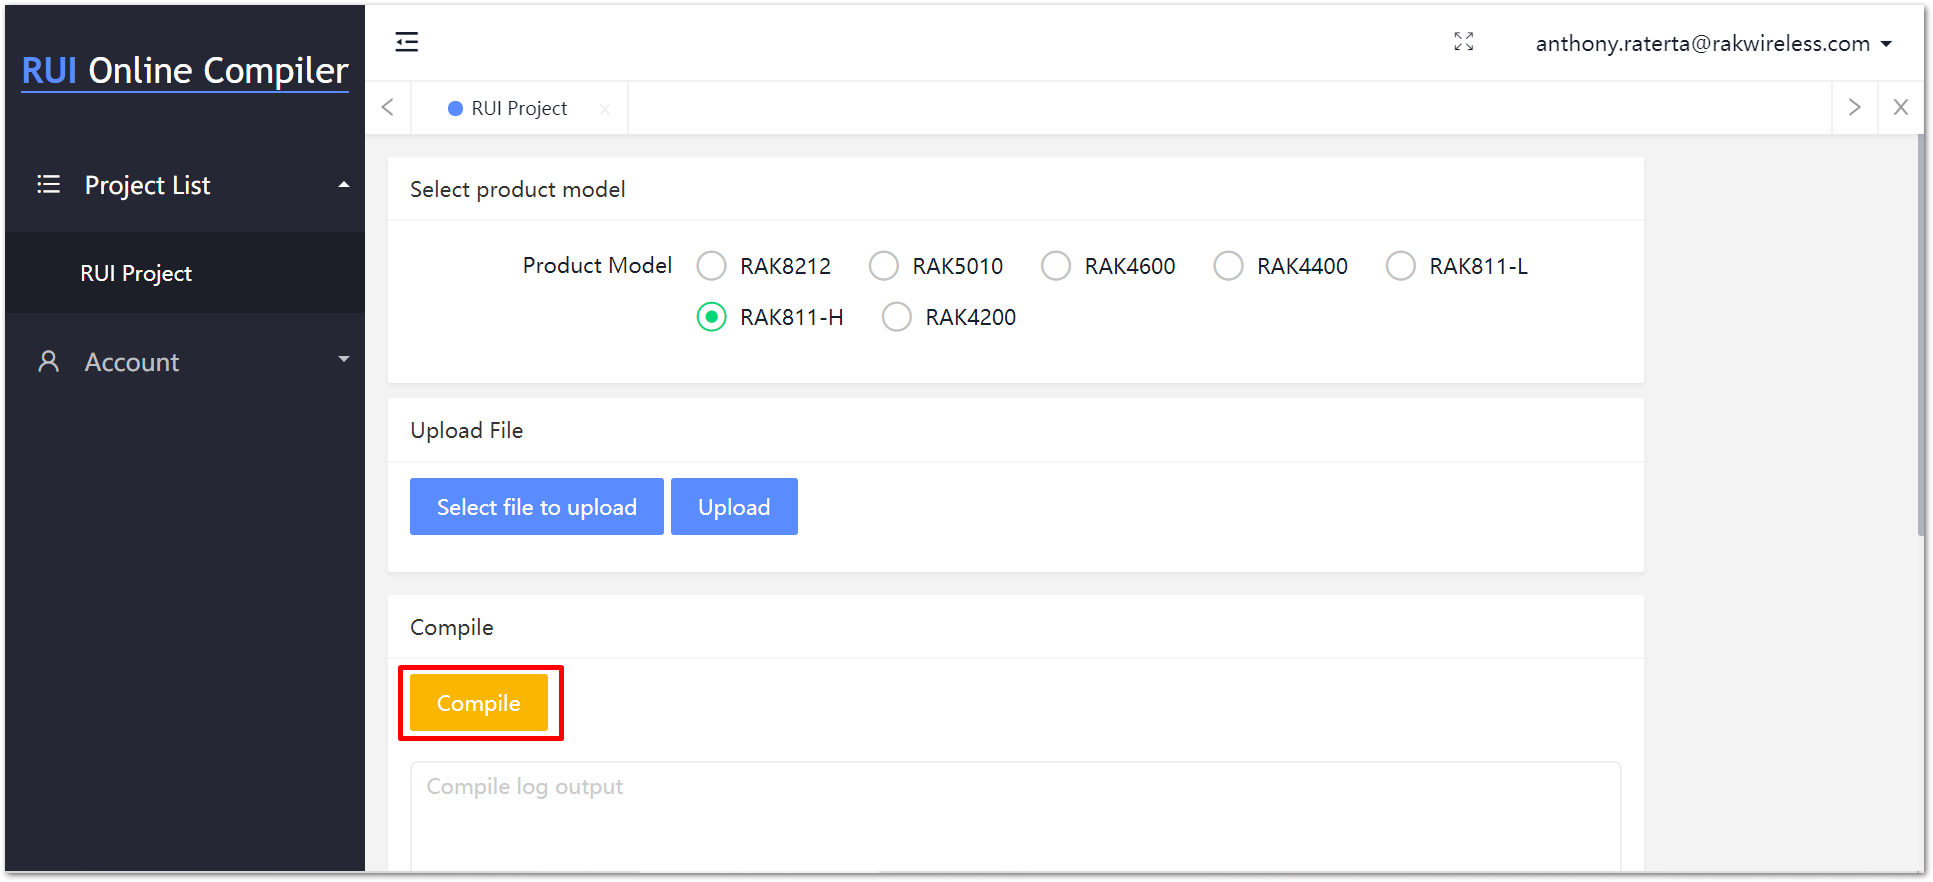 RUI Online Compiler
anthony.raterta@rakwireless.com
RUI Project
Project List
RUI Project
Account
Select product model
Product Model RAK8212 RAK5010 RAK4600 RAK4400 RAK811-L
RAK811-H RAK4200
Upload File
Select file to upload Upload
Compile
Compile
Compile log output